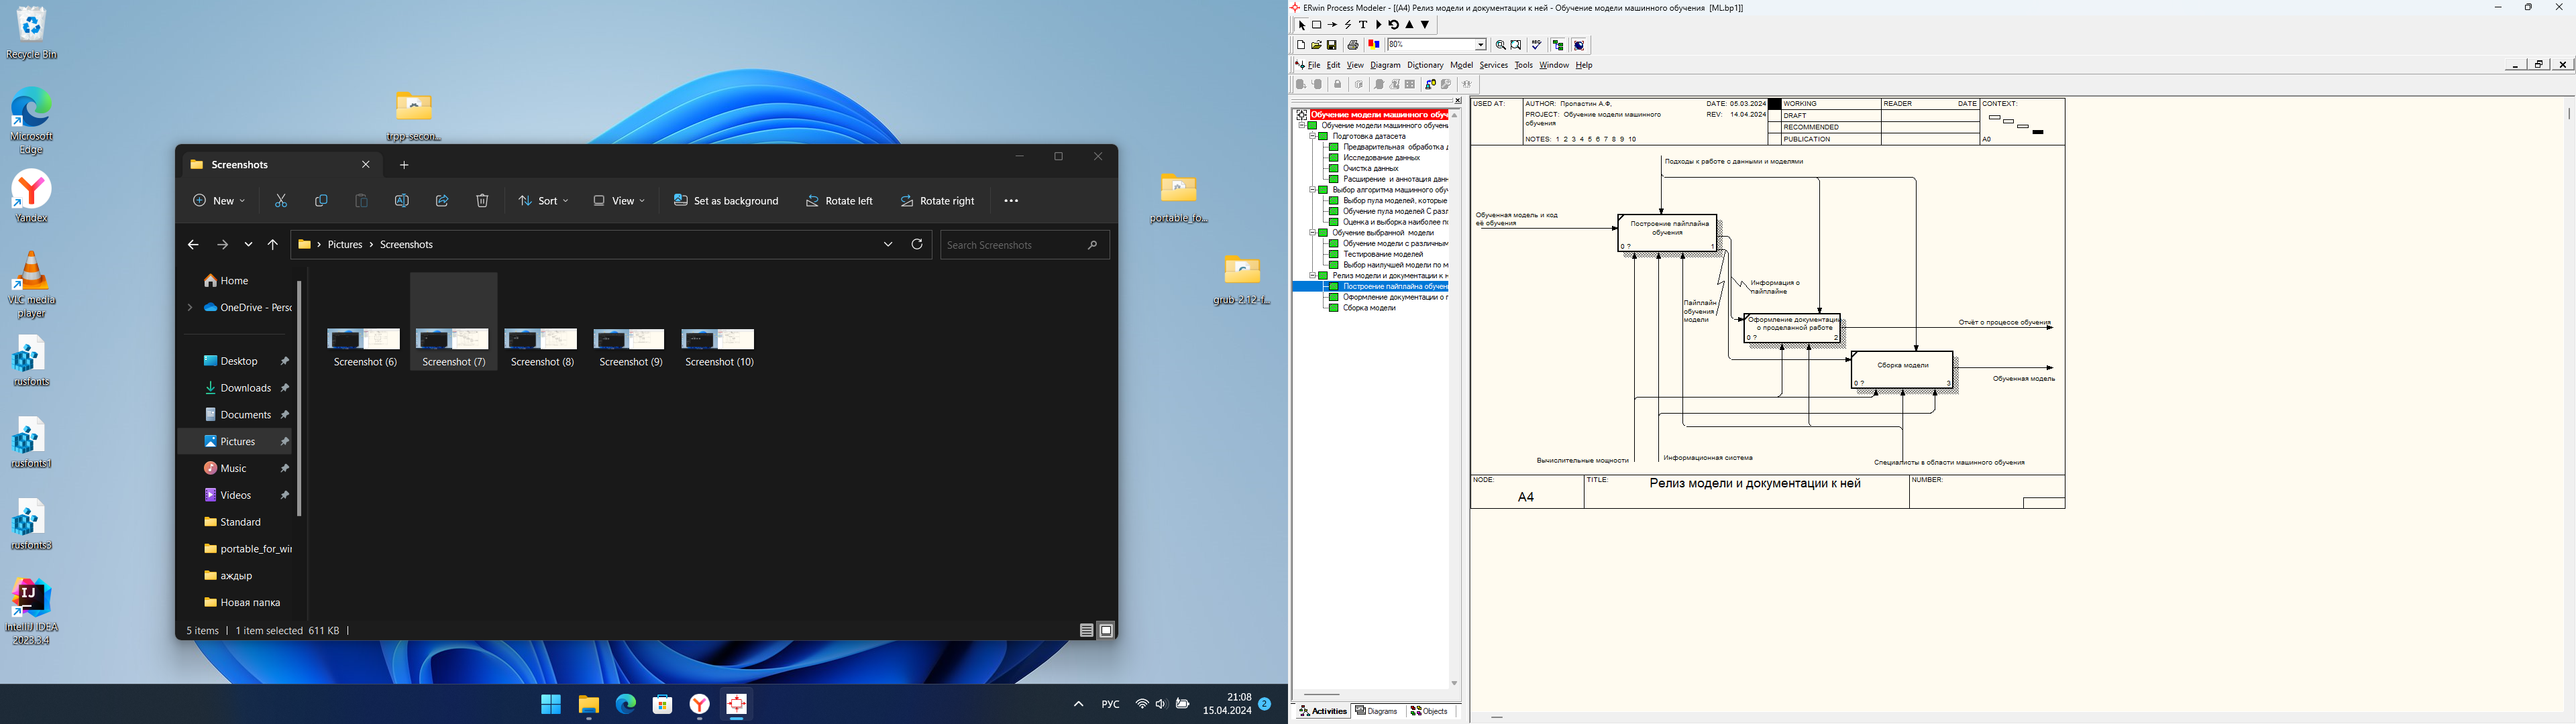 Recycle Bin
Microsoft
Edge
Yandex
VLC media
player
rusfonts
rusfonts1
rusfonts3
IntelliJ IDEA
2023.3.4
trpp-secon...
portable_fo...
grub-2.12-f...
Screenshots
New
Sort
View
Set as background
Rotate left
Rotate right
Pictures
Screenshots
Search Screenshots
Home
OneDrive - Perso
Desktop
Downloads
Documents
Pictures
Music
Videos
Standard
portable_for_wi
аждыр
Новая папка
Screenshot (6)
Screenshot (7)
Screenshot (8)
Screenshot (9)
Screenshot (10)
5 items
1 item selected 611 KB
РУС
21:08
15.04.2024
2
ERwin Process Modeler - [(A4) Релиз модели и документации к ней - Обучение модели машинного обучения [ML.bp1]]
80%
File Edit View Diagram Dictionary Model Services Tools Window Help
Обучение модели машинного обуч
Обучение модели машинного обучени
Подготовка датасета
Предварительная обработка д
Исследование данных
Очистка данных
Расширение и аннотация данн
Выбор алгоритма машинного обуч
Выбор пула моделей, которые
Обучение пула моделей С разл
Оценка и выборка наиболее по
Обучение выбранной модели
Обучение модели с различным
Тестирование моделей
Выбор наилучшей модели по м
Релиз модели и документации к н
Построение пайплайна обучен
Оформление документации о п
Сборка модели
Activities
Diagrams
Objects
USED AT:
AUTHOR: Пропастин А.Ф,
DATE: 05.03.2024
PROJECT: Обучение модели машинного
обучения
REV: 14.04.2024
NOTES: 1 2 3 4 5 6 7 8 9 10
WORKING
DRAFT
RECOMMENDED
PUBLICATION
READER
DATE
CONTEXT:
A0
Подходы к работе с данными и моделями
Обученная модель и код
её обучения
Построение пайплайна
обучения
0 ?
1
Информация о
пайплайне
Пайплайн
обучения
модели
Оформление документации
о проделанной работе
0 ?
2
Отчёт о процессе обучения
Сборка модели
0 ?
3
Обученная модель
Вычислительные мощности
Информационная система
Специалисты в области машинного обучения
NODE:
A4
TITLE:
Релиз модели и документации к ней
NUMBER: